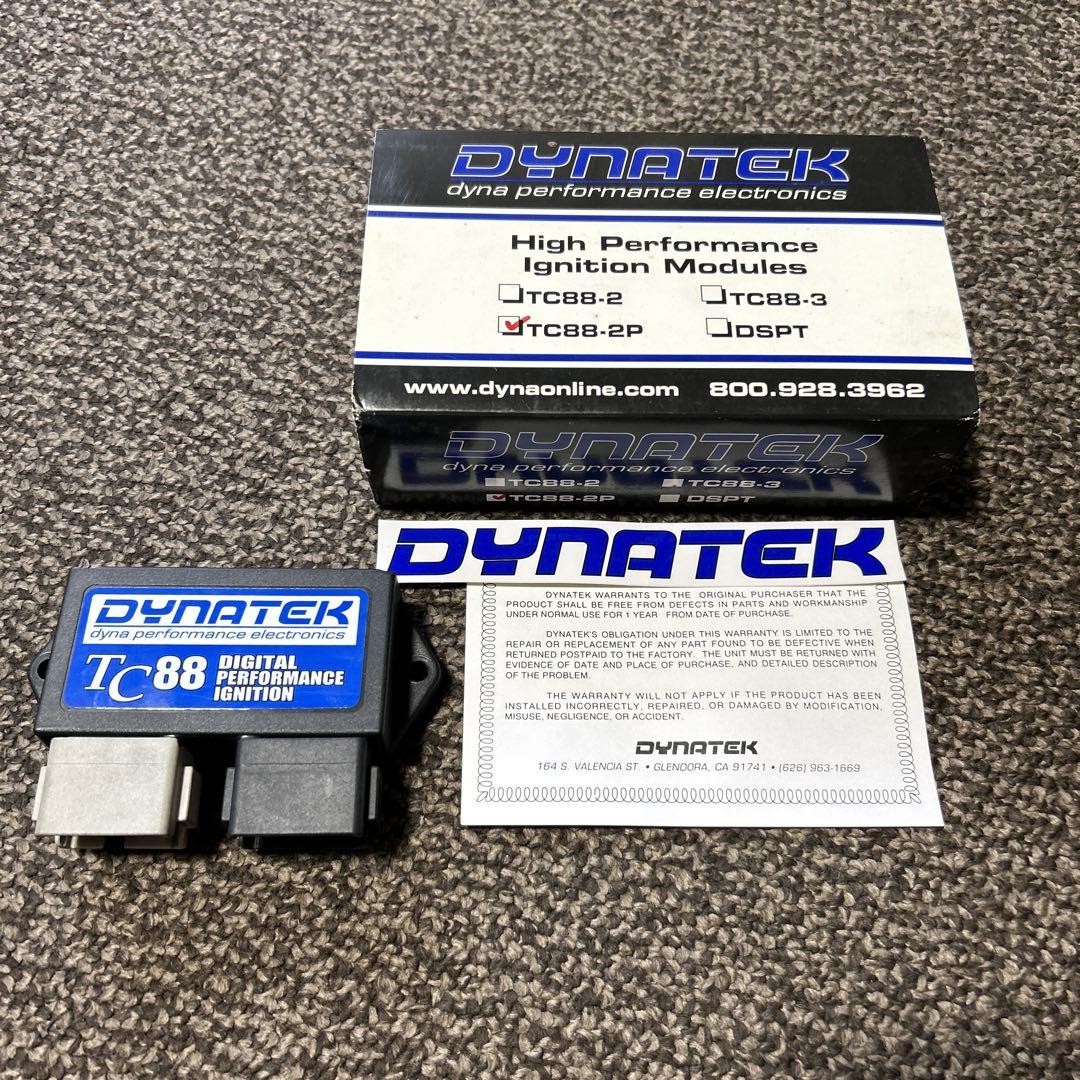 DYNATEK
dyna performance electronics
High Performance
Ignition Modules
TC88-2 TC88-3
TC88-2P DSPT
www.dynaonline.com 800.928.3962
DYNATEK
dyna performance electronics
TC88-2 TC88-3
TC88-2P DSPT
DYNATEK
DYNATEK WARRANTS TO THE ORIGINAL PURCHASER THAT THE
PRODUCT SHALL BE FREE FROM DEFECTS IN PARTS AND WORKMANSHIP
UNDER NORMAL USE FOR 1 YEAR FROM DATE OF PURCHASE.
DYNATEK'S OBLIGATION UNDER THIS WARRANTY IS LIMITED TO THE
REPAIR OR REPLACEMENT OF ANY PART FOUND TO BE DEFECTIVE WHEN
RETURNED POSTPAID TO THE FACTORY. THE UNIT MUST BE RETURNED WITH
EVIDENCE OF DATE AND PLACE OF PURCHASE, AND DETAILED DESCRIPTION
OF THE PROBLEM.
THE WARRANTY WILL NOT APPLY IF THE PRODUCT HAS BEEN
INSTALLED INCORRECTLY, REPAIRED, OR DAMAGED BY MODIFICATION,
MISUSE, NEGLIGENCE, OR ACCIDENT.
DYNATEK
164 S. VALENCIA ST. • GLENDORA, CA 91741 • (626) 963-1669
DYNATEK
dyna performance electronics
TC88 DIGITAL
PERFORMANCE
IGNITION